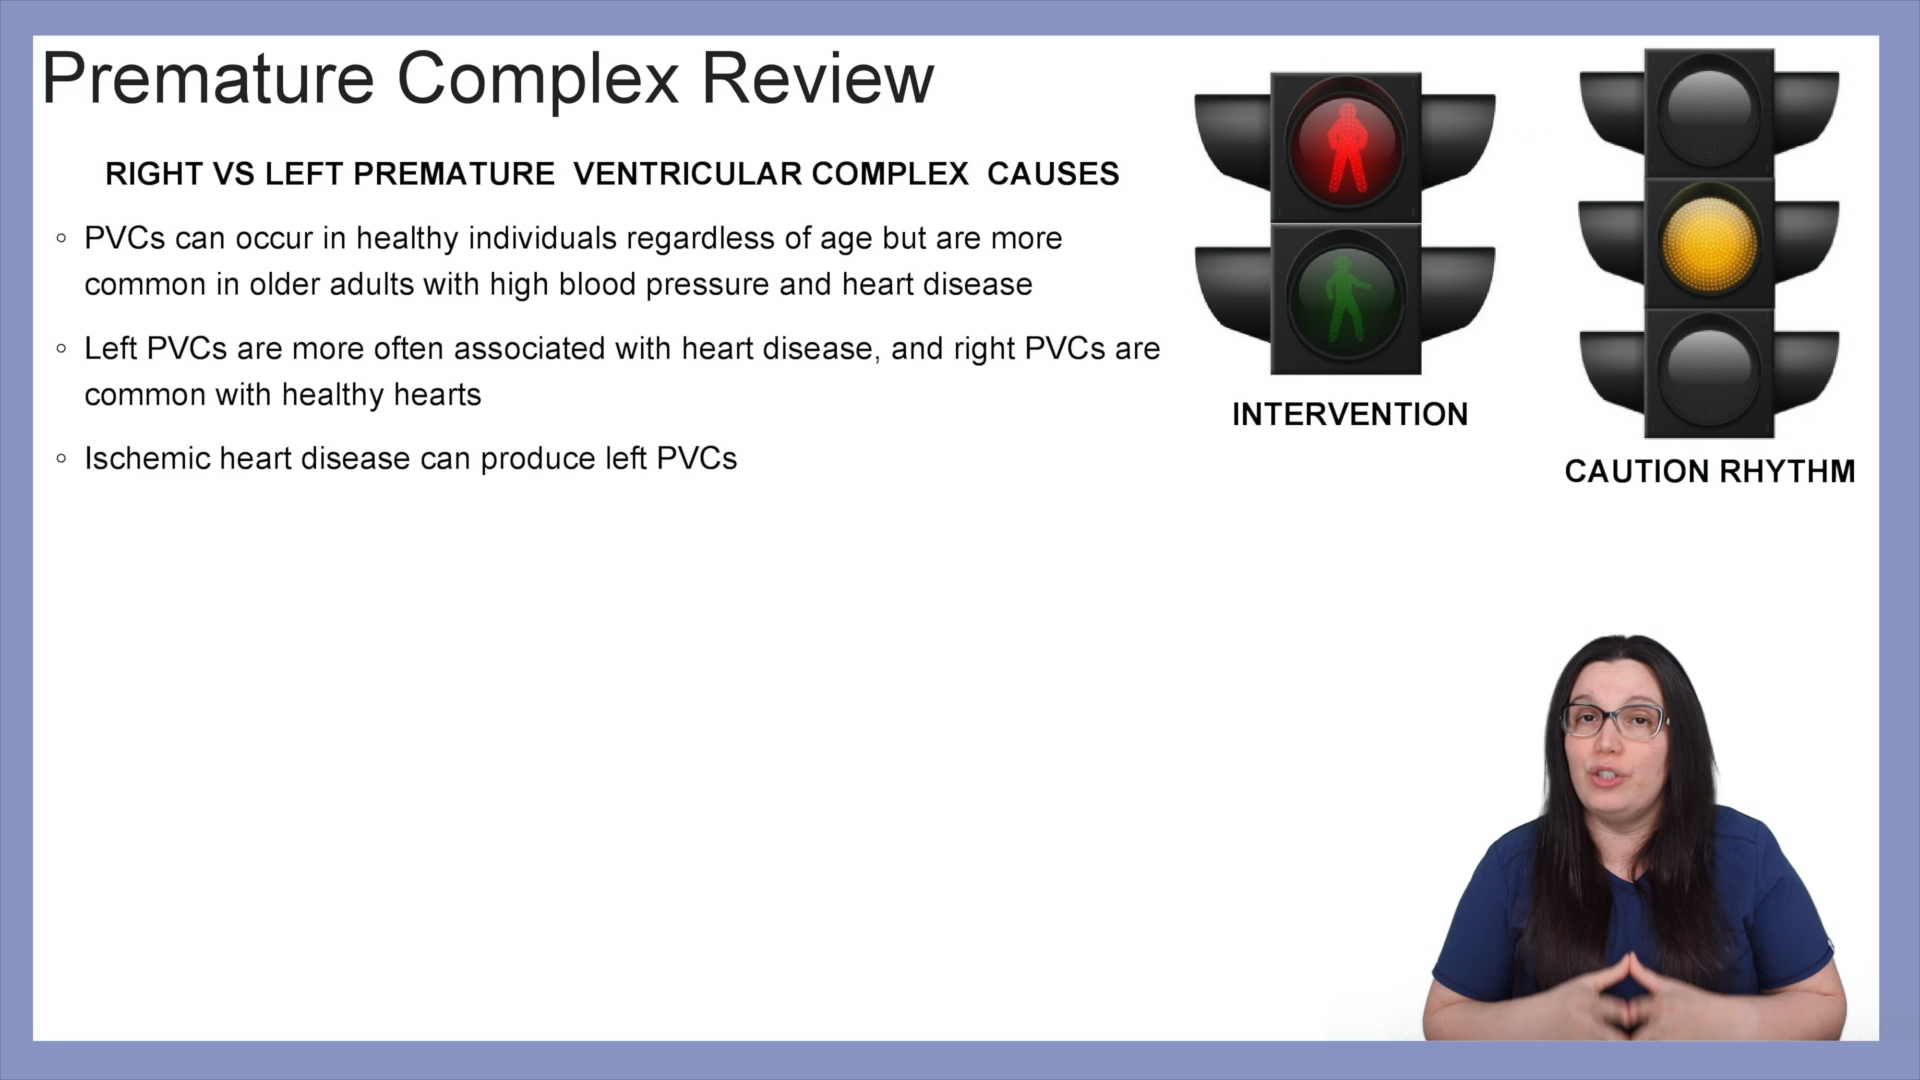 Premature Complex Review
RIGHT VS LEFT PREMATURE VENTRICULAR COMPLEX CAUSES
◦ PVCs can occur in healthy individuals regardless of age but are more
common in older adults with high blood pressure and heart disease
◦ Left PVCs are more often associated with heart disease, and right PVCs are
common with healthy hearts
◦ Ischemic heart disease can produce left PVCs
INTERVENTION
CAUTION RHYTHM